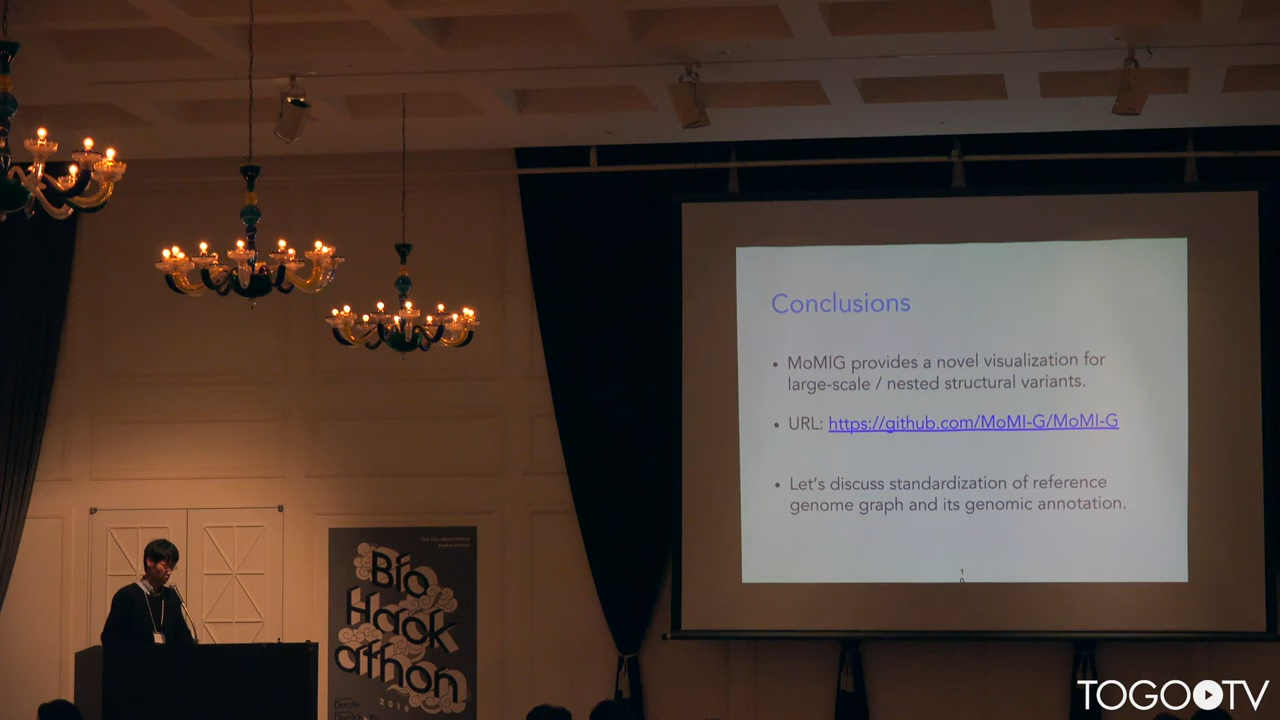 Conclusions
• MoMIG provides a novel visualization for
large-scale / nested structural variants.
• URL: https://github.com/MoMI-G/MoMI-G
• Let's discuss standardization of reference
genome graph and its genomic annotation.
Bio
Hack
athon
2018
TOGOTV